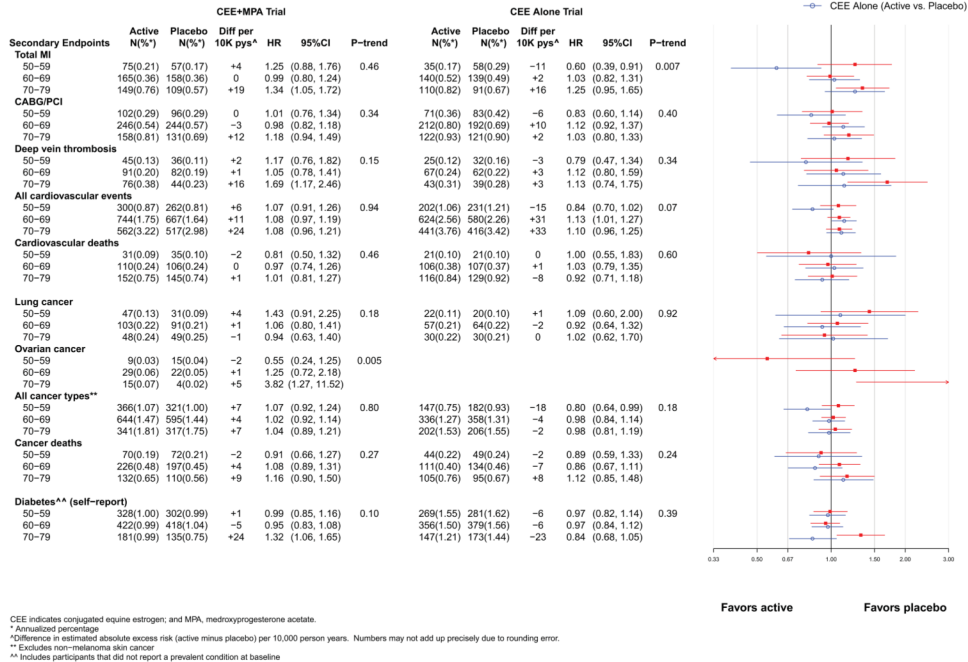 CEE Alone (Active vs. Placebo)
CEE+MPA Trial CEE Alone Trial
Active Placebo Diff per Active Placebo Diff per
Secondary Endpoints N(%*) N(%*) 10K pys^ HR 95%CI P−trend N(%*) N(%*) 10K pys^ HR 95%CI P−trend
Total MI
50−59 75(0.21) 57(0.17) +4 1.25 (0.88, 1.76) 0.46 35(0.17) 58(0.29) −11 0.60 (0.39, 0.91) 0.007
60−69 165(0.36) 158(0.36) 0 0.99 (0.80, 1.24) 140(0.52) 139(0.49) +2 1.03 (0.82, 1.31)
70−79 149(0.76) 109(0.57) +19 1.34 (1.05, 1.72) 110(0.82) 91(0.67) +16 1.25 (0.95, 1.65)
CABG/PCI
50−59 102(0.29) 96(0.29) 0 1.01 (0.76, 1.34) 0.34 71(0.36) 83(0.42) −6 0.83 (0.60, 1.14) 0.40
60−69 246(0.54) 244(0.57) −3 0.98 (0.82, 1.18) 212(0.80) 192(0.69) +10 1.12 (0.92, 1.37)
70−79 158(0.81) 131(0.69) +12 1.18 (0.94, 1.49) 122(0.93) 121(0.90) +2 1.03 (0.80, 1.33)
Deep vein thrombosis
50−59 45(0.13) 36(0.11) +2 1.17 (0.76, 1.82) 0.15 25(0.12) 32(0.16) −3 0.79 (0.47, 1.34) 0.34
60−69 91(0.20) 82(0.19) +1 1.05 (0.78, 1.41) 67(0.24) 62(0.22) +3 1.12 (0.80, 1.59)
70−79 76(0.38) 44(0.23) +16 1.69 (1.17, 2.46) 43(0.31) 39(0.28) +3 1.13 (0.74, 1.75)
All cardiovascular events
50−59 300(0.87) 262(0.81) +6 1.07 (0.91, 1.26) 0.94 202(1.06) 231(1.21) −15 0.84 (0.70, 1.02) 0.07
60−69 744(1.75) 667(1.64) +11 1.08 (0.97, 1.19) 624(2.56) 580(2.26) +31 1.13 (1.01, 1.27)
70−79 562(3.22) 517(2.98) +24 1.08 (0.96, 1.21) 441(3.76) 416(3.42) +33 1.10 (0.96, 1.25)
Cardiovascular deaths
50−59 31(0.09) 35(0.10) −2 0.81 (0.50, 1.32) 0.46 21(0.10) 21(0.10) 0 1.00 (0.55, 1.83) 0.60
60−69 110(0.24) 106(0.24) 0 0.97 (0.74, 1.26) 106(0.38) 107(0.37) +1 1.03 (0.79, 1.35)
70−79 152(0.75) 145(0.74) +1 1.01 (0.81, 1.27) 116(0.84) 129(0.92) −8 0.92 (0.71, 1.18)
Lung cancer
50−59 47(0.13) 31(0.09) +4 1.43 (0.91, 2.25) 0.18 22(0.11) 20(0.10) +1 1.09 (0.60, 2.00) 0.92
60−69 103(0.22) 91(0.21) +1 1.06 (0.80, 1.41) 57(0.21) 64(0.22) −2 0.92 (0.64, 1.32)
70−79 48(0.24) 49(0.25) −1 0.94 (0.63, 1.40) 30(0.22) 30(0.21) 0 1.02 (0.62, 1.70)
Ovarian cancer
50−59 9(0.03) 15(0.04) −2 0.55 (0.24, 1.25) 0.005
60−69 29(0.06) 22(0.05) +1 1.25 (0.72, 2.18)
70−79 15(0.07) 4(0.02) +5 3.82 (1.27, 11.52)
All cancer types**
50−59 366(1.07) 321(1.00) +7 1.07 (0.92, 1.24) 0.80 147(0.75) 182(0.93) −18 0.80 (0.64, 0.99) 0.18
60−69 644(1.47) 595(1.44) +4 1.02 (0.92, 1.14) 336(1.27) 358(1.31) −4 0.98 (0.84, 1.14)
70−79 341(1.81) 317(1.75) +7 1.04 (0.89, 1.21) 202(1.53) 206(1.55) −2 0.98 (0.81, 1.19)
Cancer deaths
50−59 70(0.19) 72(0.21) −2 0.91 (0.66, 1.27) 0.27 44(0.22) 49(0.24) −2 0.89 (0.59, 1.33) 0.24
60−69 226(0.48) 197(0.45) +4 1.08 (0.89, 1.31) 111(0.40) 134(0.46) −7 0.86 (0.67, 1.11)
70−79 132(0.65) 110(0.56) +9 1.16 (0.90, 1.50) 105(0.76) 95(0.67) +8 1.12 (0.85, 1.48)
Diabetes^^ (self−report)
50−59 328(1.00) 302(0.99) +1 0.99 (0.85, 1.16) 0.10 269(1.55) 281(1.62) −6 0.97 (0.82, 1.14) 0.39
60−69 422(0.99) 418(1.04) −5 0.95 (0.83, 1.08) 356(1.50) 379(1.56) −6 0.97 (0.84, 1.12)
70−79 181(0.99) 135(0.75) +24 1.32 (1.06, 1.65) 147(1.21) 173(1.44) −23 0.84 (0.68, 1.05)
0.33 0.50 0.67 1.00 1.50 2.00 3.00
Favors active Favors placebo
CEE indicates conjugated equine estrogen; and MPA, medroxyprogesterone acetate.
* Annualized percentage
^Difference in estimated absolute excess risk (active minus placebo) per 10,000 person years. Numbers may not add up precisely due to rounding error.
** Excludes non−melanoma skin cancer
^^ Includes participants that did not report a prevalent condition at baseline